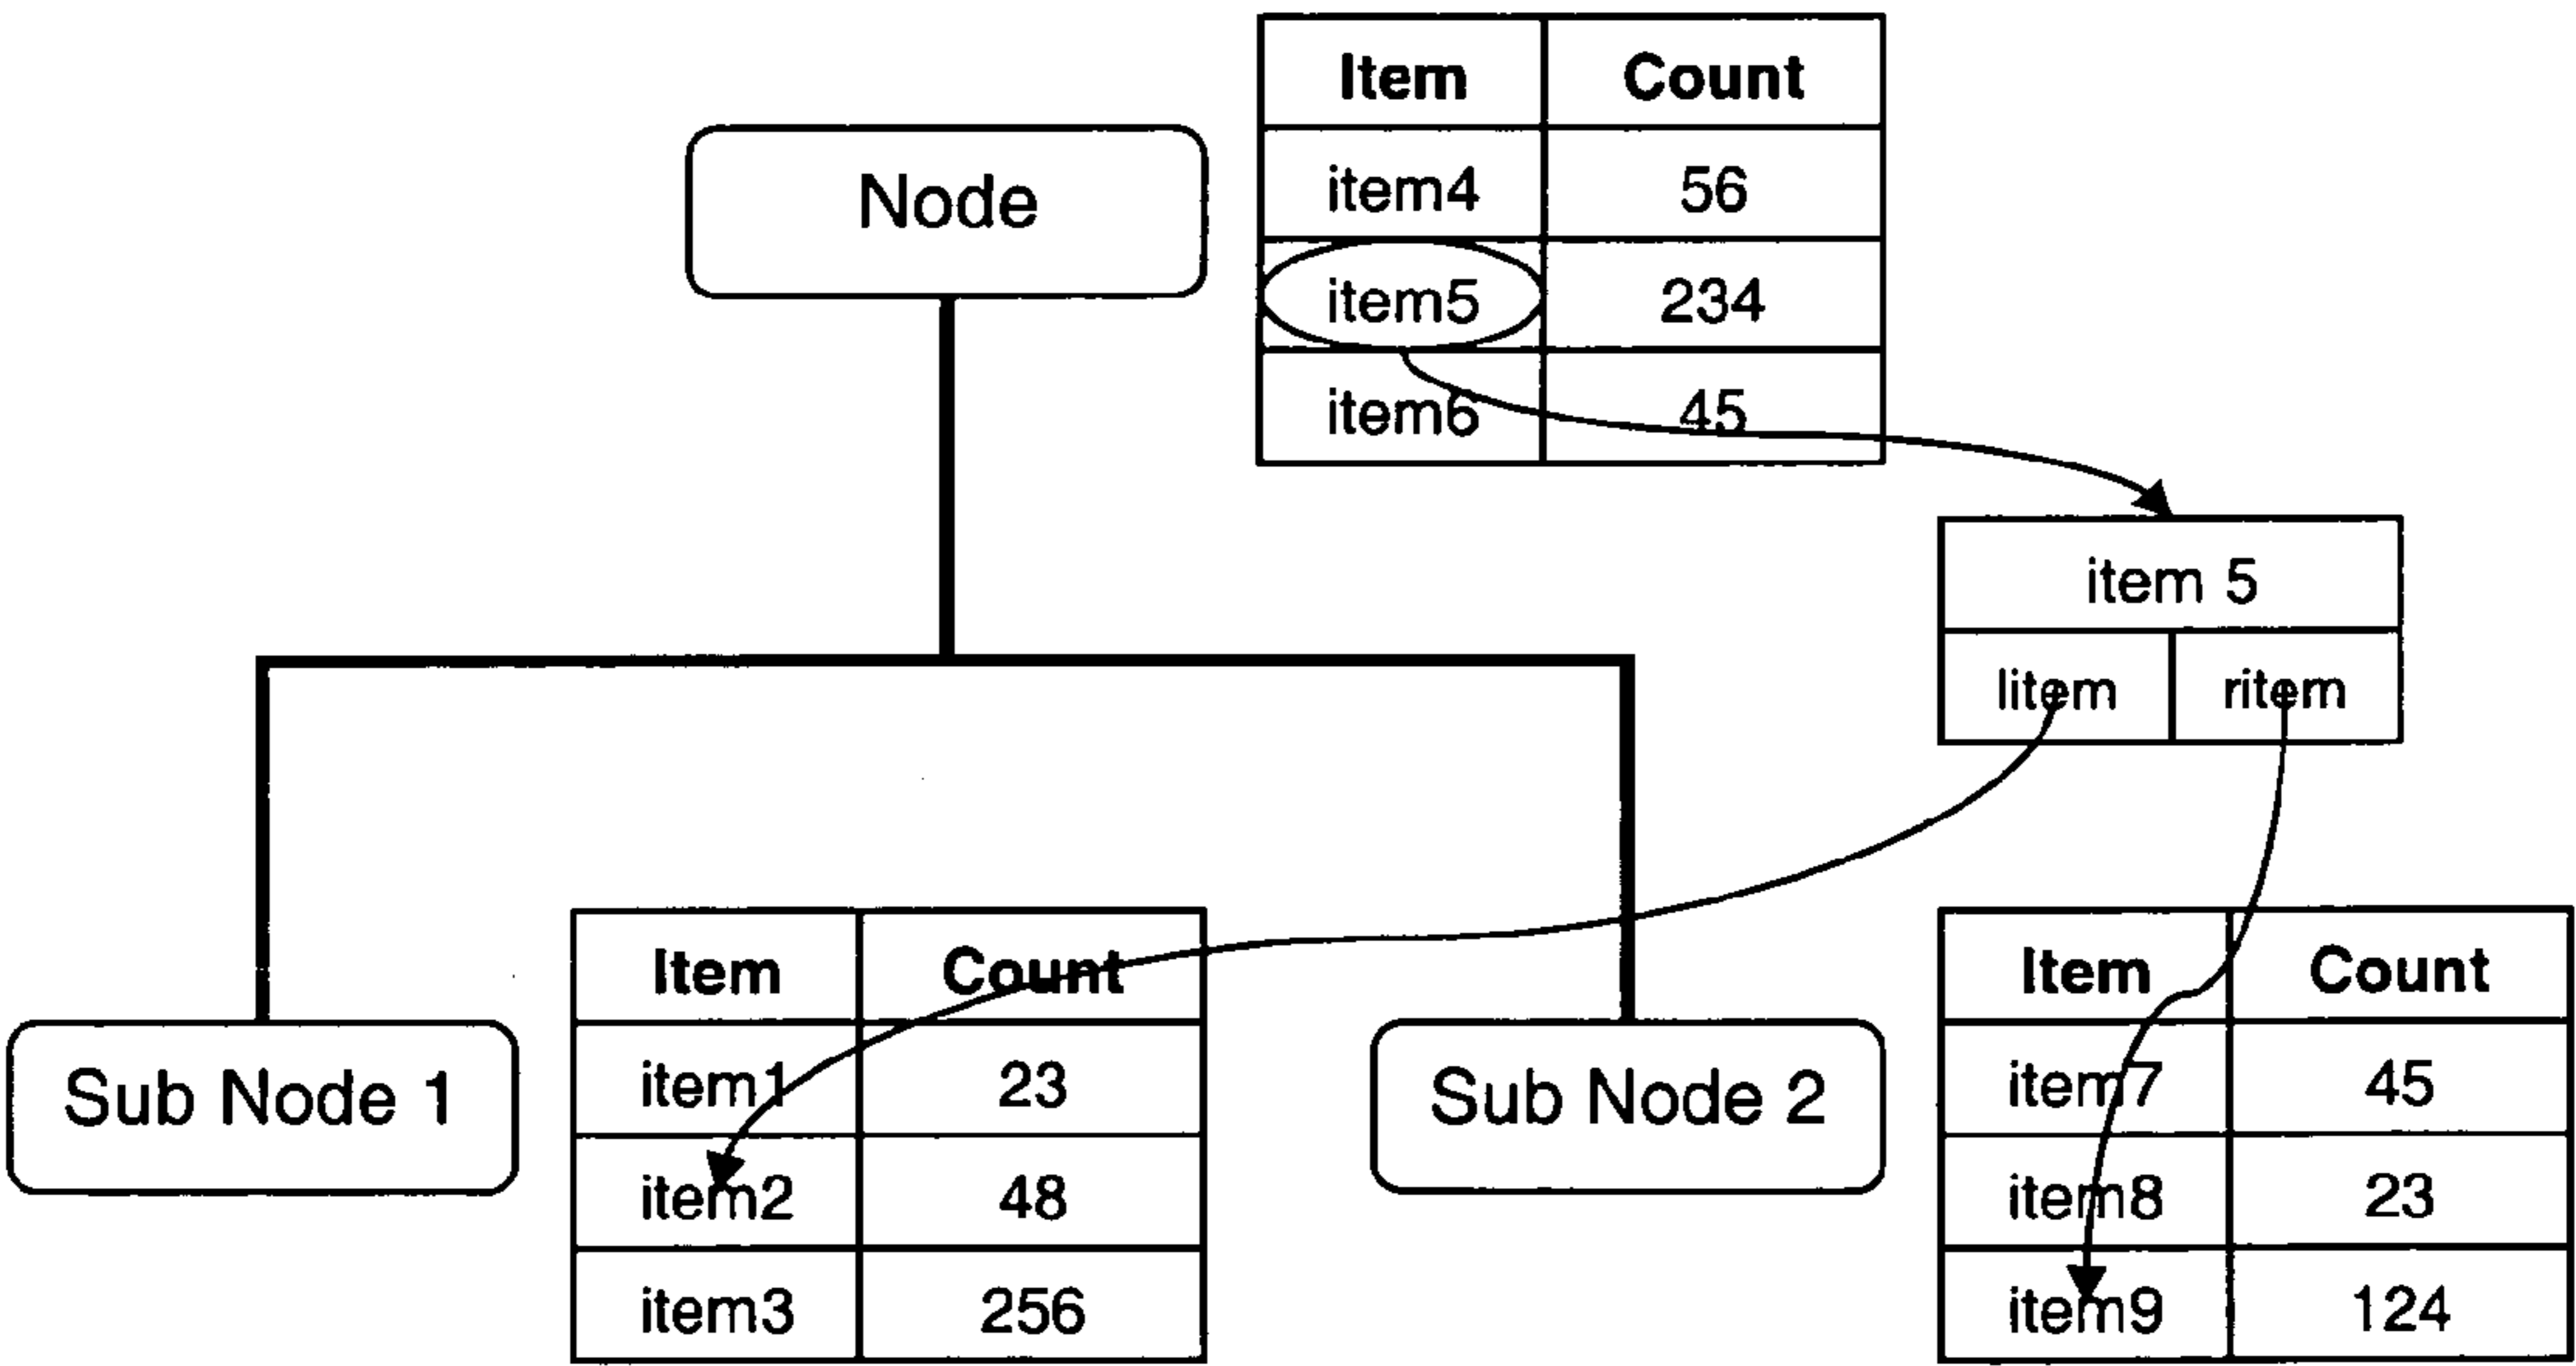 Item Count
item4 56
Node
item5 234
item6 45
item 5
litem ritem
Item Count
item1 23
item2 48
item3 256
Sub Node 1
Sub Node 2
Item Count
item7 45
item8 23
item9 124